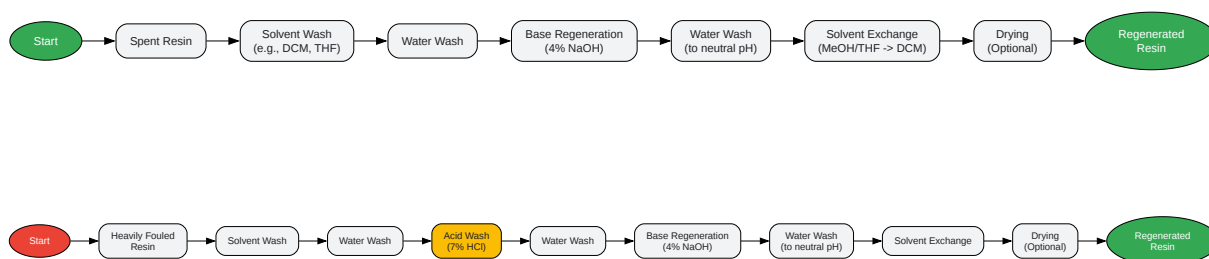 Start
Spent Resin
Solvent Wash
(e.g., DCM, THF)
Water Wash
Base Regeneration
(4% NaOH)
Water Wash
(to neutral pH)
Solvent Exchange
(MeOH/THF -> DCM)
Drying
(Optional)
Regenerated
Resin
Start
Heavily Fouled
Resin
Solvent Wash
Water Wash
Acid Wash
(7% HCl)
Water Wash
Base Regeneration
(4% NaOH)
Water Wash
(to neutral pH)
Solvent Exchange
Drying
(Optional)
Regenerated
Resin